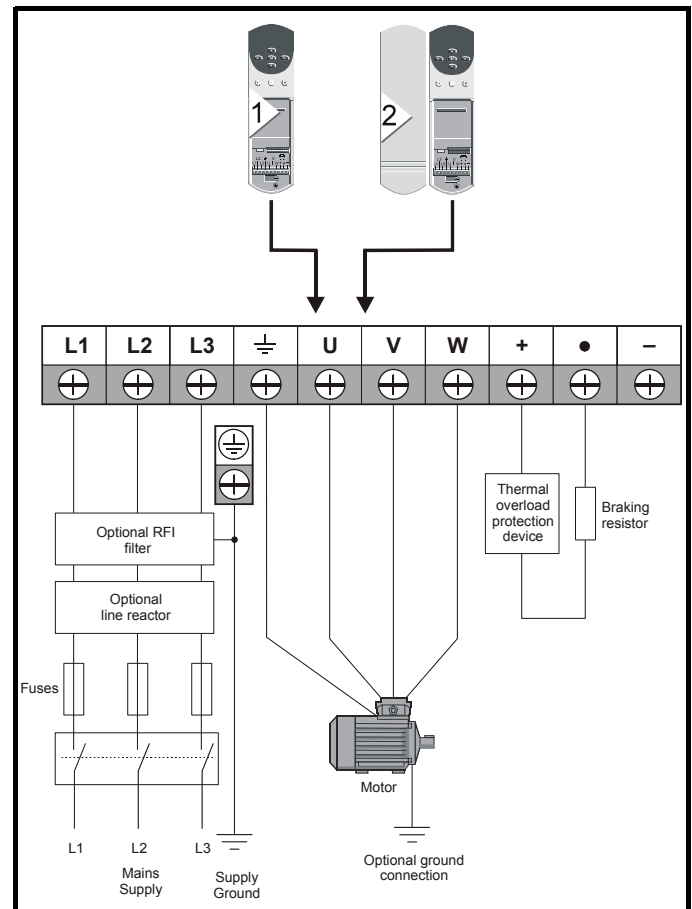 1
2
L1 L2 L3 U V W + ● –
Optional RFI
filter
Thermal
overload
protection
device
Braking
resistor
Optional
line reactor
Fuses
Motor
L1 L2 L3
Mains
Supply
Supply
Ground
Optional ground
connection